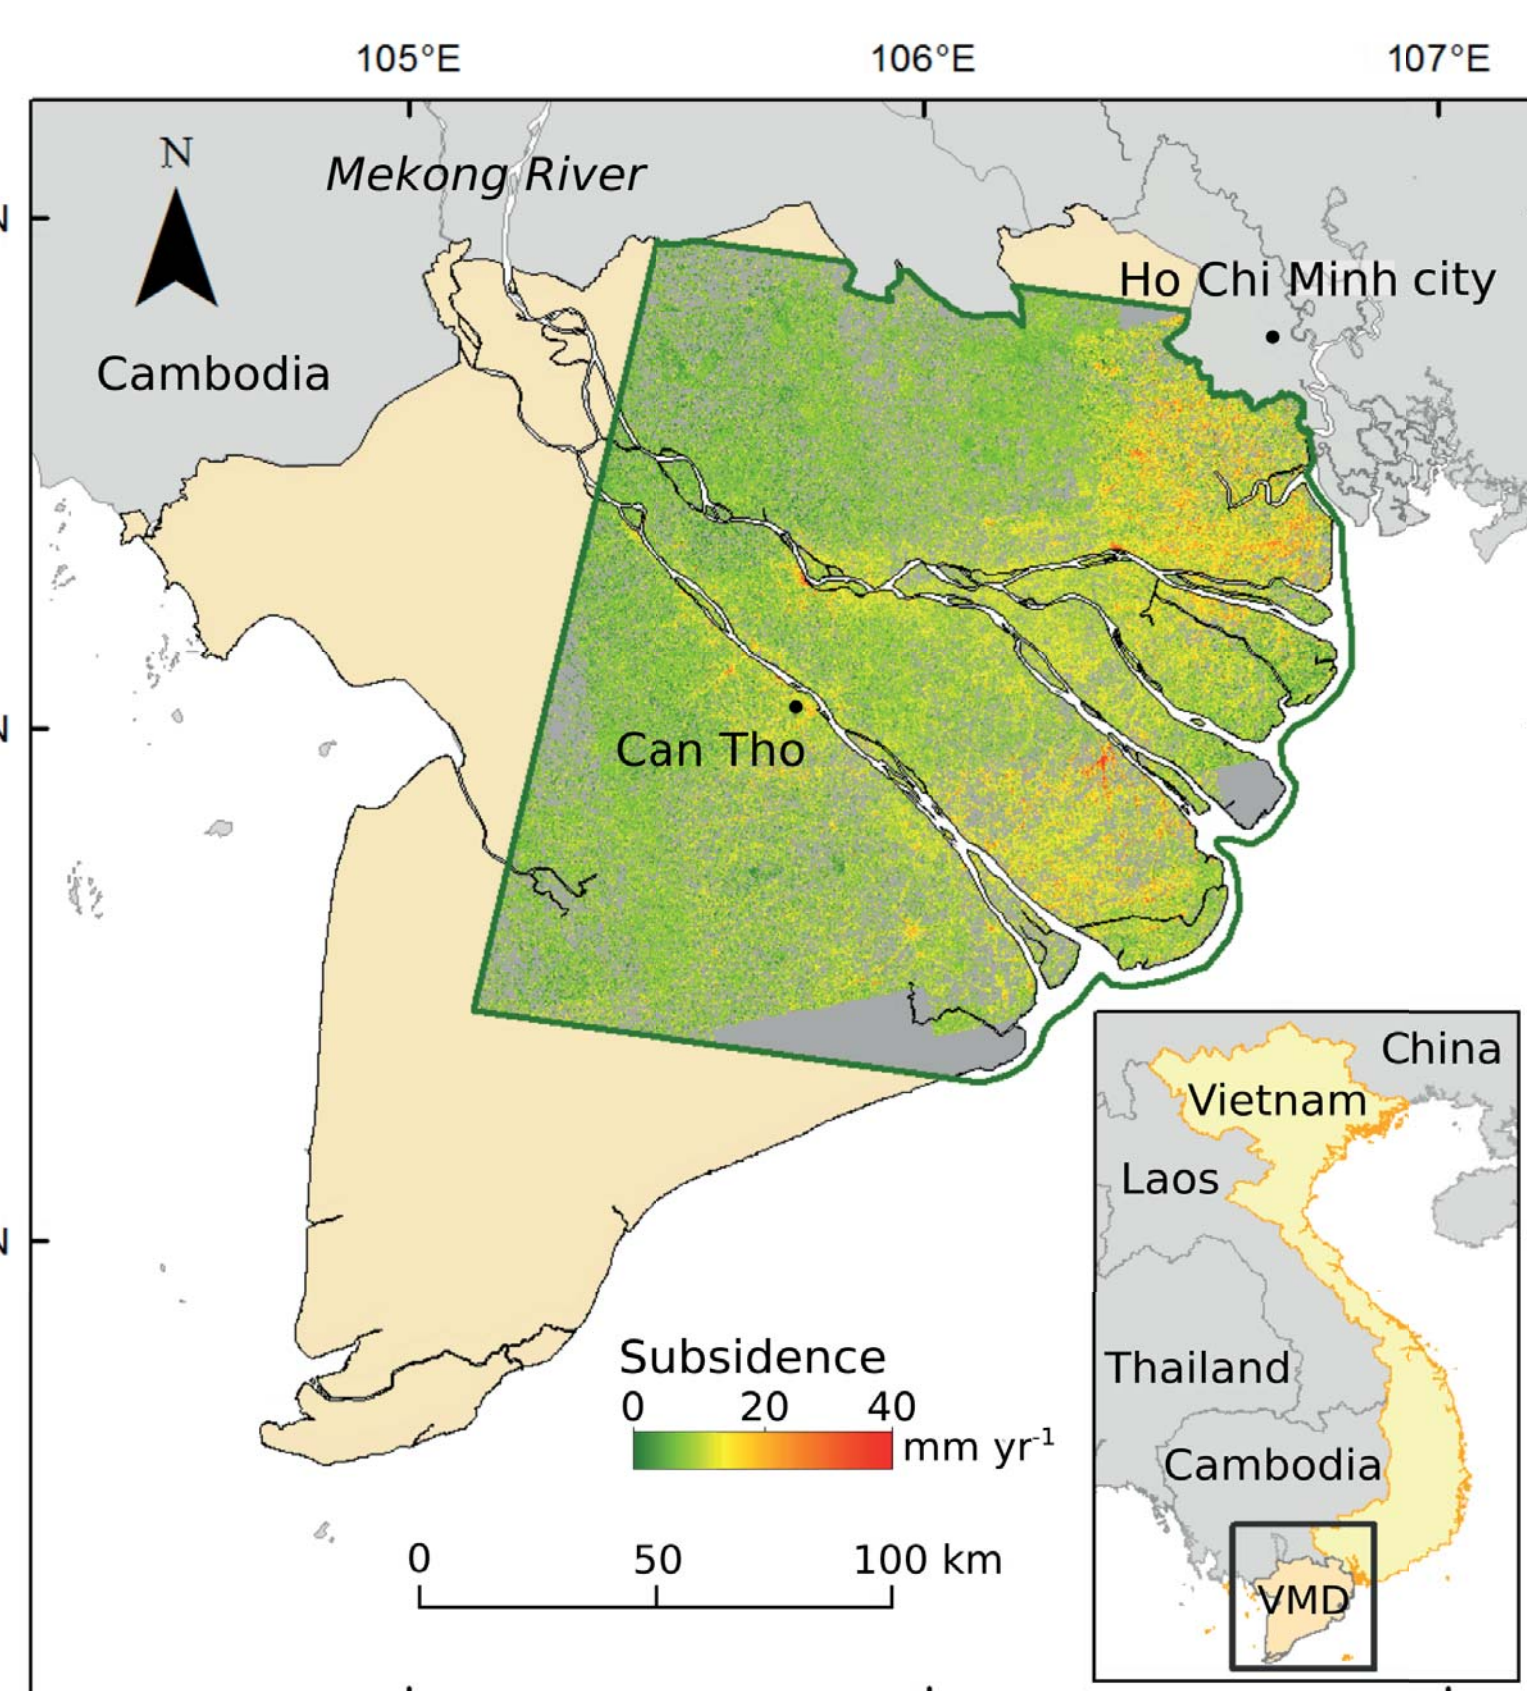 105°E 106°E 107°E
N
Mekong River
Ho Chi Minh city
Cambodia
Can Tho
Subsidence
0 20 40
mm yr-1
0 50 100 km
China
Vietnam
Laos
Thailand
Cambodia
VMD